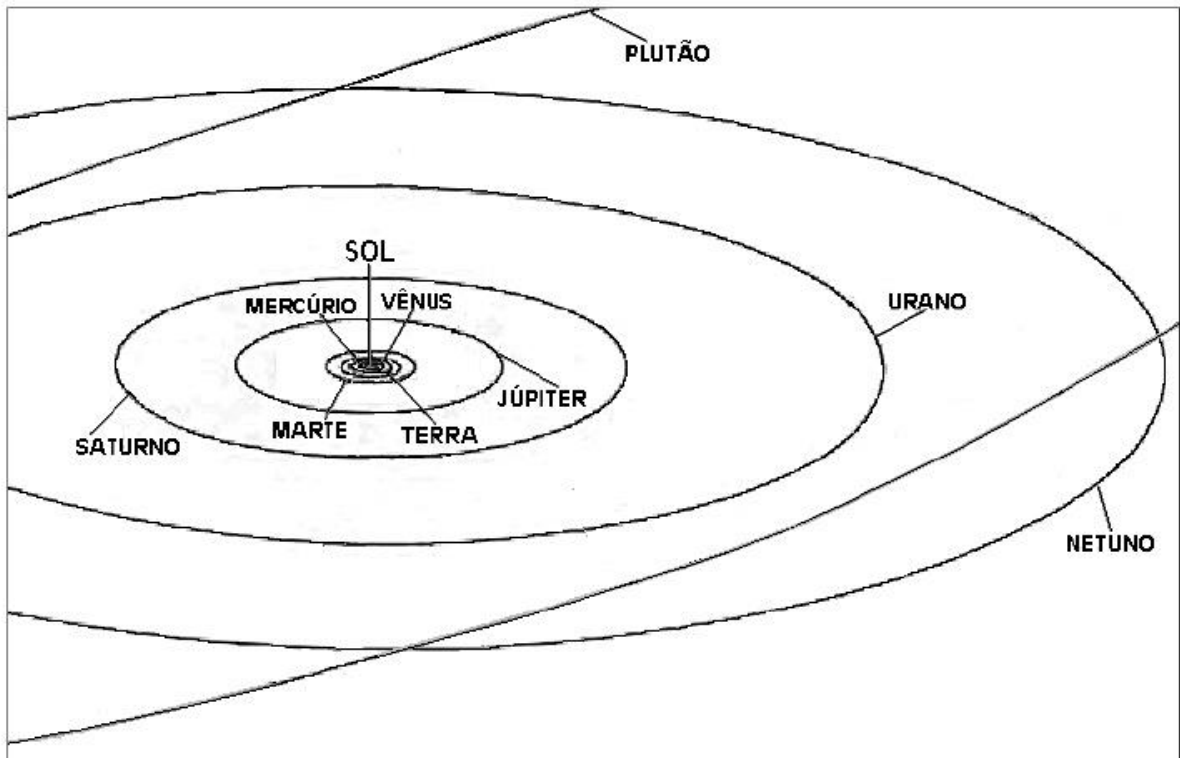 PLUTÃO
SOL
MERCÚRIO
VÊNUS
URANO
JÚPITER
MARTE
TERRA
SATURNO
NETUNO